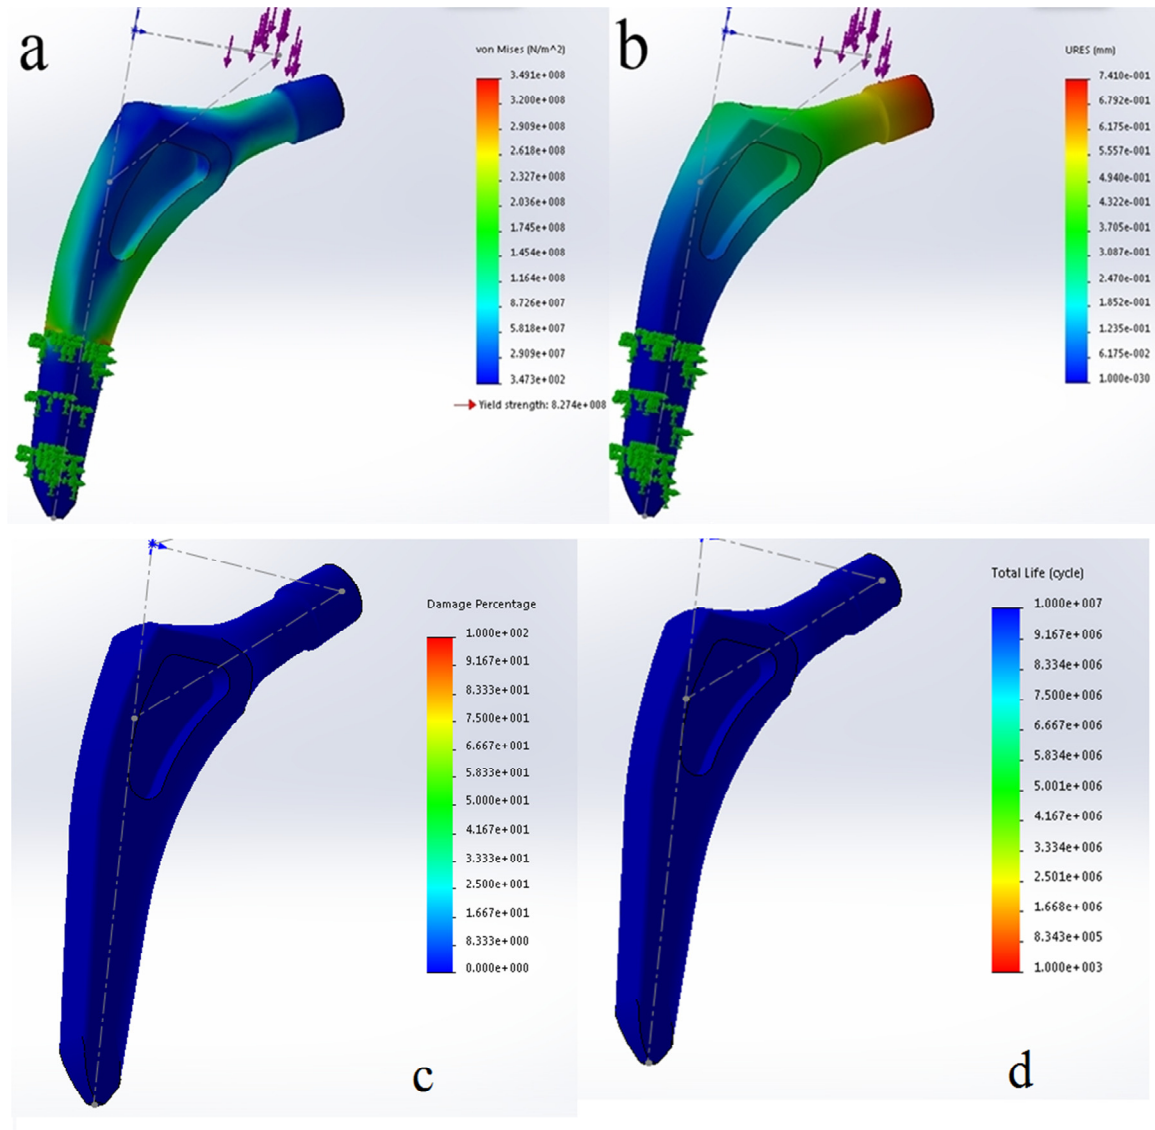 a
von Mises (N/m^2)
3.491e+008
3.200e+008
2.909e+008
2.618e+008
2.327e+008
2.036e+008
1.745e+008
1.454e+008
1.164e+008
8.726e+007
5.818e+007
2.909e+007
3.473e+002
Yield strength: 8.274e+008
b
URES (mm)
7.410e-001
6.792e-001
6.175e-001
5.557e-001
4.940e-001
4.322e-001
3.705e-001
3.087e-001
2.470e-001
1.852e-001
1.235e-001
6.175e-002
1.000e-030
Damage Percentage
1.000e+002
9.167e+001
8.333e+001
7.500e+001
6.667e+001
5.833e+001
5.000e+001
4.167e+001
3.333e+001
2.500e+001
1.667e+001
8.333e+000
0.000e+000
c
Total Life (cycle)
1.000e+007
9.167e+006
8.334e+006
7.500e+006
6.667e+006
5.834e+006
5.001e+006
4.167e+006
3.334e+006
2.501e+006
1.668e+006
8.343e+005
1.000e+003
d